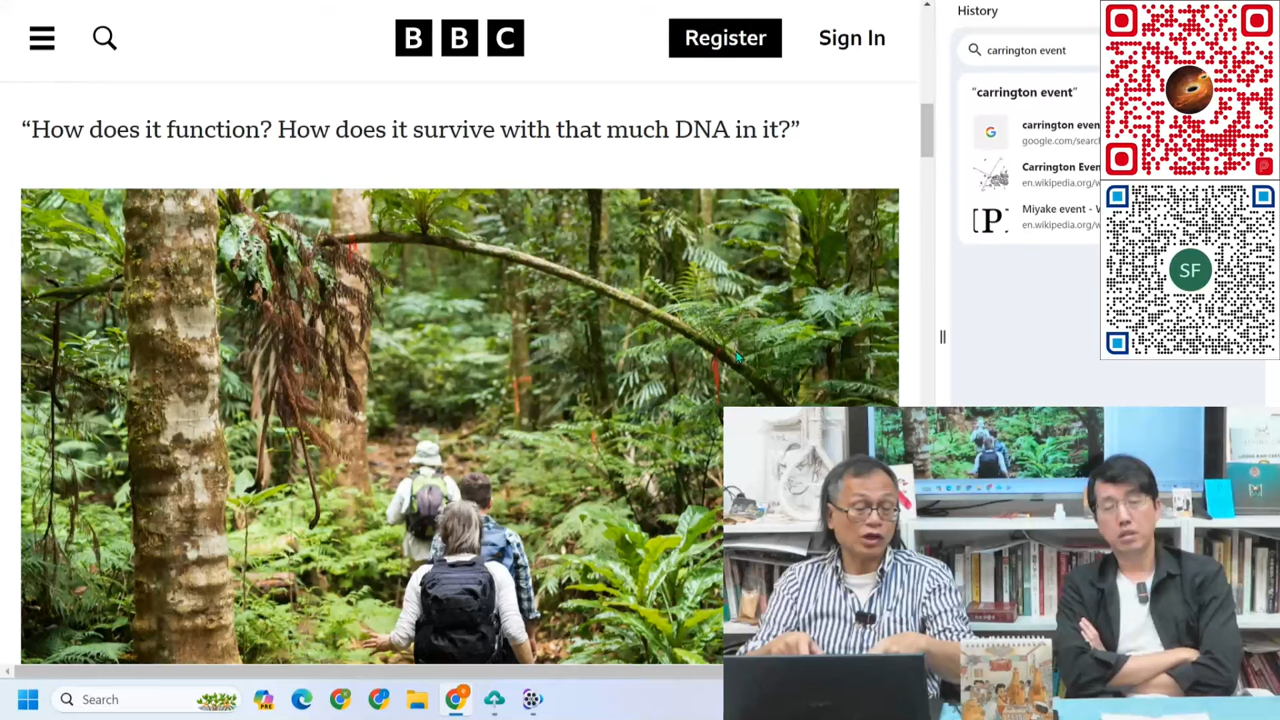 BBC
Register
Sign In
“How does it function? How does it survive with that much DNA in it?”
History
carrington event
“carrington event”
carrington even
google.com/search
Carrington Even
en.wikipedia.org/w
Miyake event - W
en.wikipedia.org/w
[P]
SF
Search
PRE